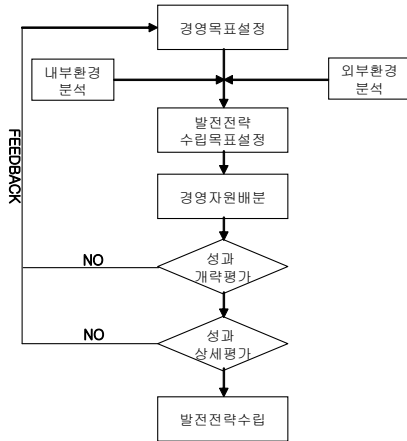 경영목표설정
내부환경
분석
외부환경
분석
발전전략
수립목표설정
FEEDBACK
경영자원배분
성과
개략평가
NO
성과
상세평가
NO
발전전략수립